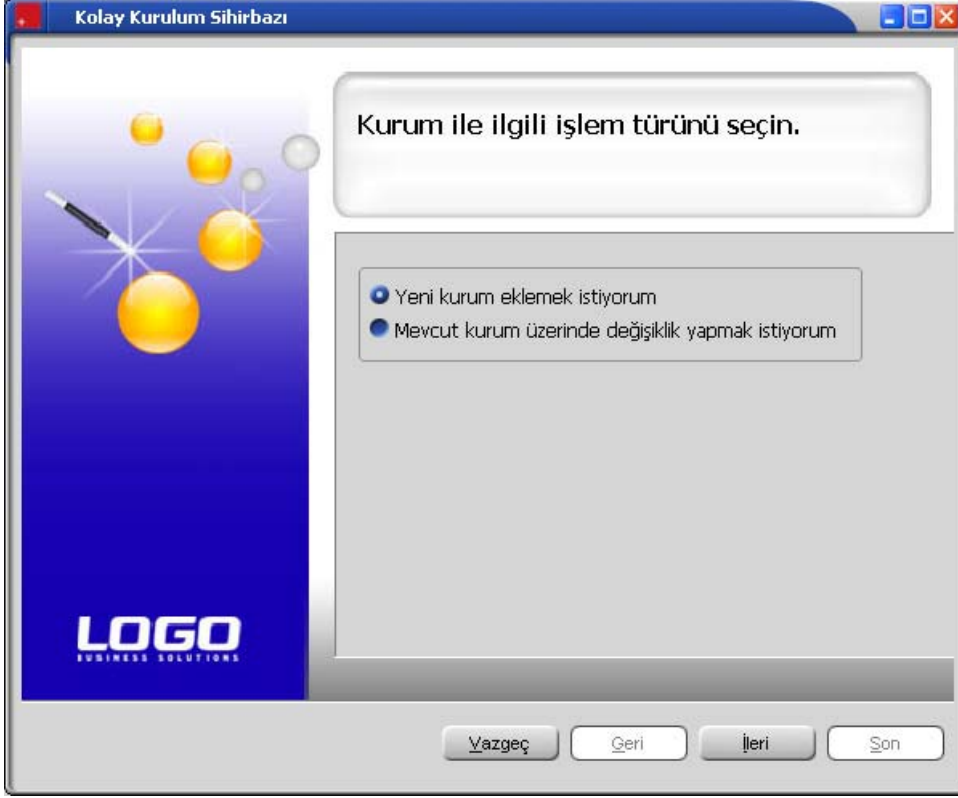 Kolay Kurulum Sihirbazı
Kurum ile ilgili işlem türünü seçin.
Yeni kurum eklemek istiyorum
Mevcut kurum üzerinde değişiklik yapmak istiyorum
LOGO
BUSINESS SOLUTIONS
Vazgeç
Geri
İleri
Son